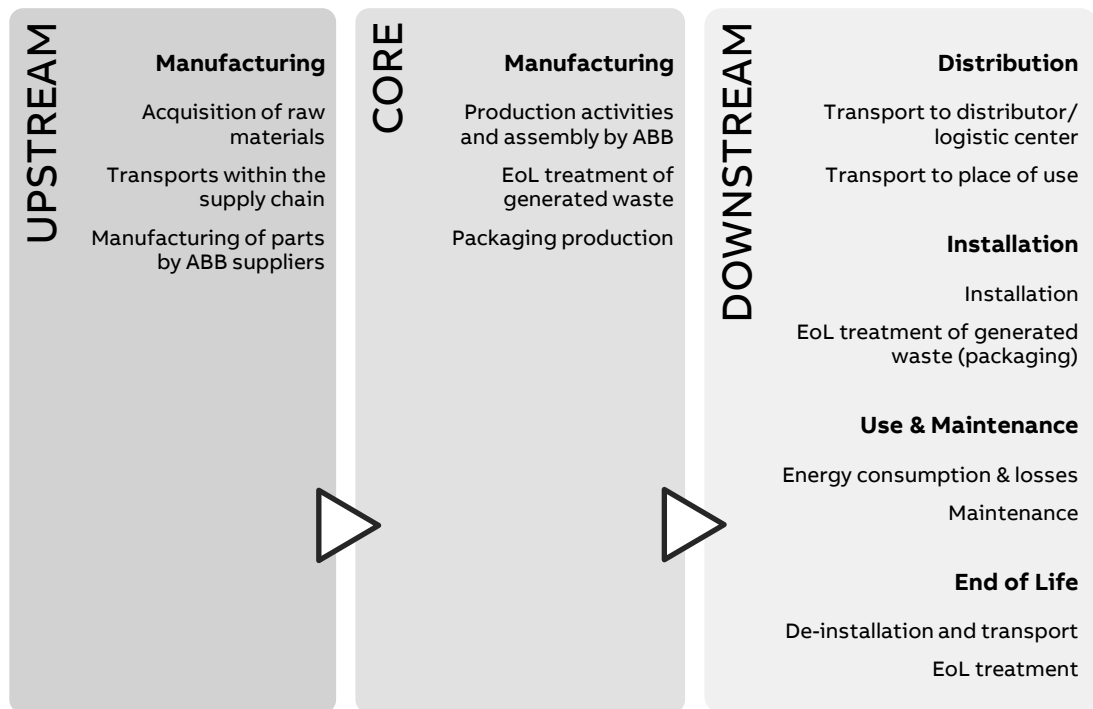 UPSTREAM
Manufacturing
Acquisition of raw
materials
Transports within the
supply chain
Manufacturing of parts
by ABB suppliers
CORE
Manufacturing
Production activities
and assembly by ABB
EoL treatment of
generated waste
Packaging production
DOWNSTREAM
Distribution
Transport to distributor/
logistic center
Transport to place of use
Installation
Installation
EoL treatment of generated
waste (packaging)
Use & Maintenance
Energy consumption & losses
Maintenance
End of Life
De-installation and transport
EoL treatment